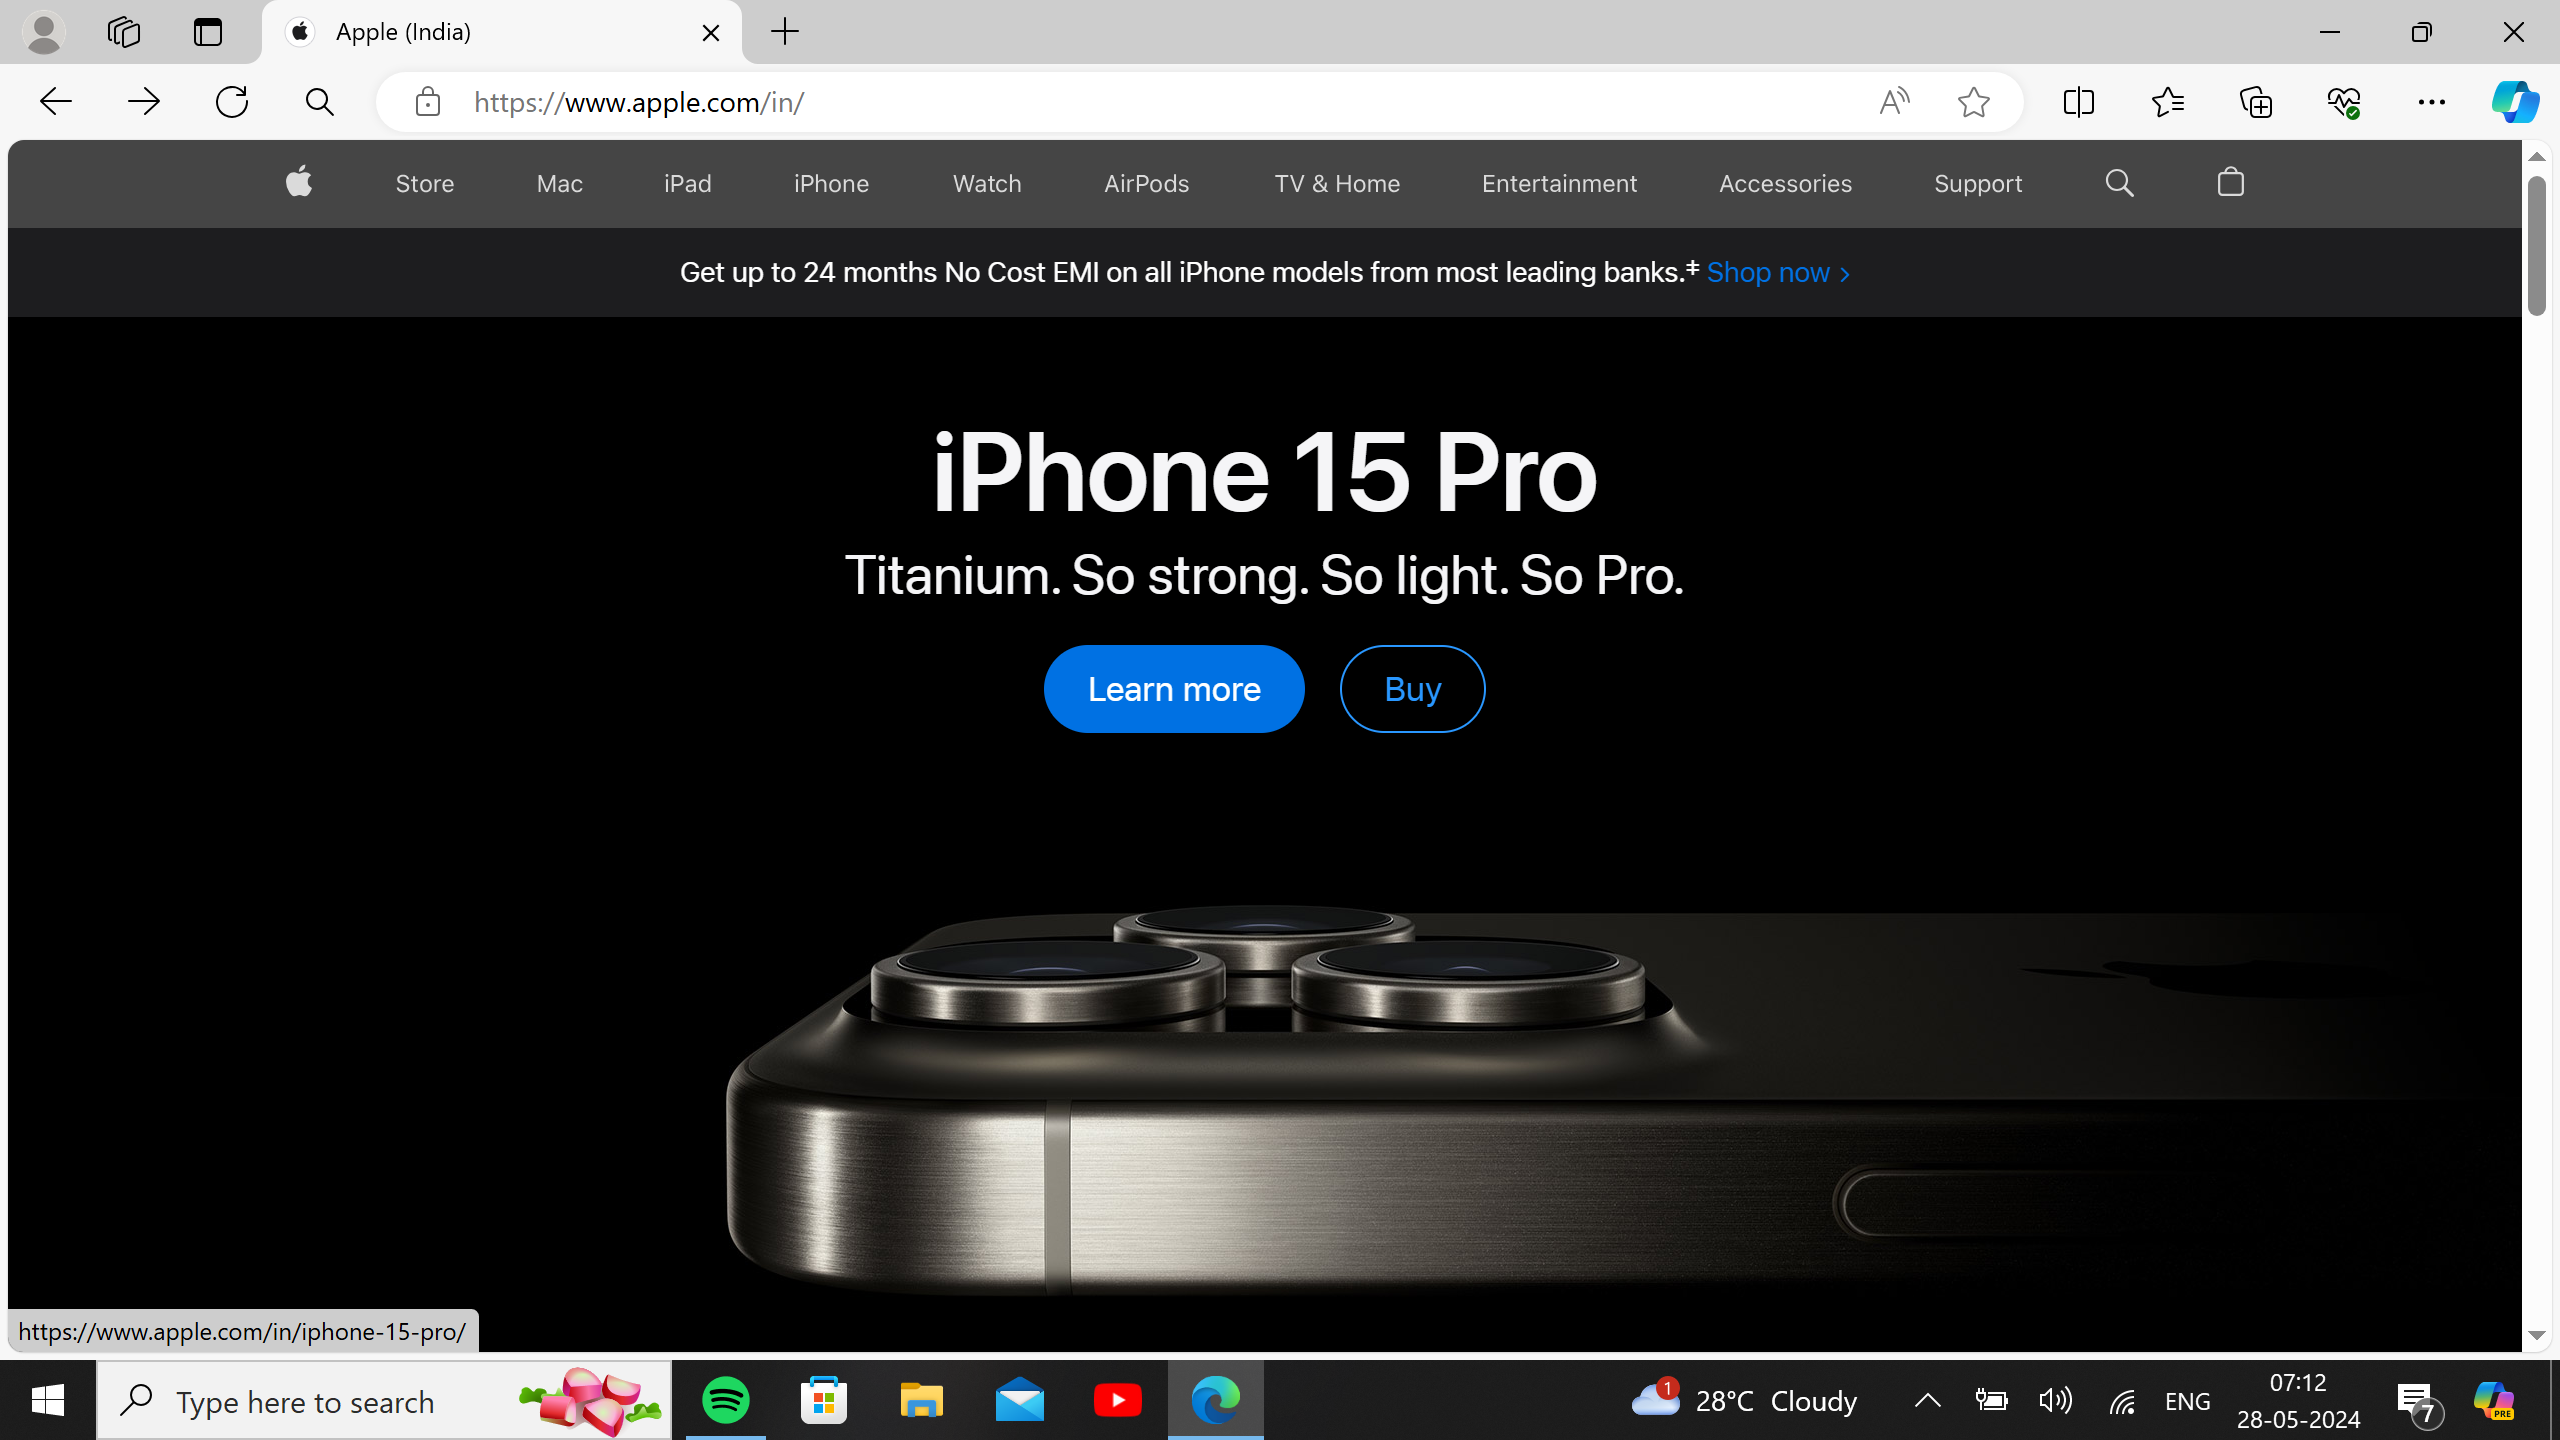 Apple (India)
https://www.apple.com/in/
Store Mac iPad iPhone Watch AirPods TV & Home Entertainment Accessories Support
Get up to 24 months No Cost EMI on all iPhone models from most leading banks.‡ Shop now >
iPhone 15 Pro
Titanium. So strong. So light. So Pro.
Learn more Buy
https://www.apple.com/in/iphone-15-pro/
Type here to search
1 28°C Cloudy
ENG
07:12
28-05-2024
7
PRE